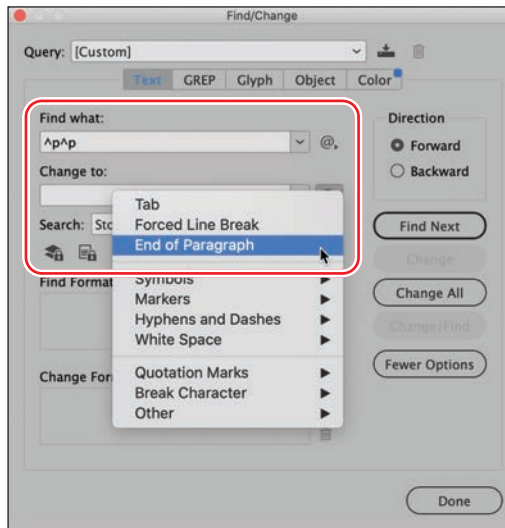 Find/Change
Query: [Custom]
Text GREP Glyph Object Color
Find what:
^p^p
@
Change to:
Search:
Tab
Forced Line Break
End of Paragraph
Symbols
Markers
Hyphens and Dashes
White Space
Quotation Marks
Break Character
Other
Find Format
Change For
Direction
Forward
Backward
Find Next
Change
Change All
Change/Find
Fewer Options
Done